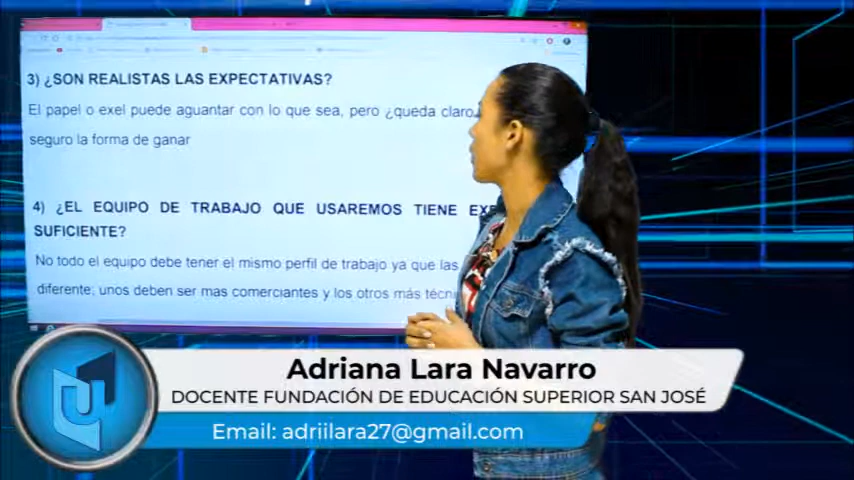 3) ¿SON REALISTAS LAS EXPECTATIVAS?
El papel o exel puede aguantar con lo que sea, pero ¿queda claro,
seguro la forma de ganar
4) ¿EL EQUIPO DE TRABAJO QUE USAREMOS TIENE
SUFICIENTE?
No todo el equipo debe tener el mismo perfil de trabajo ya que las
diferente; unos deben ser mas comerciantes y los otros más
Adriana Lara Navarro
DOCENTE FUNDACIÓN DE EDUCACIÓN SUPERIOR SAN JOSÉ
Email: adriilara27@gmail.com